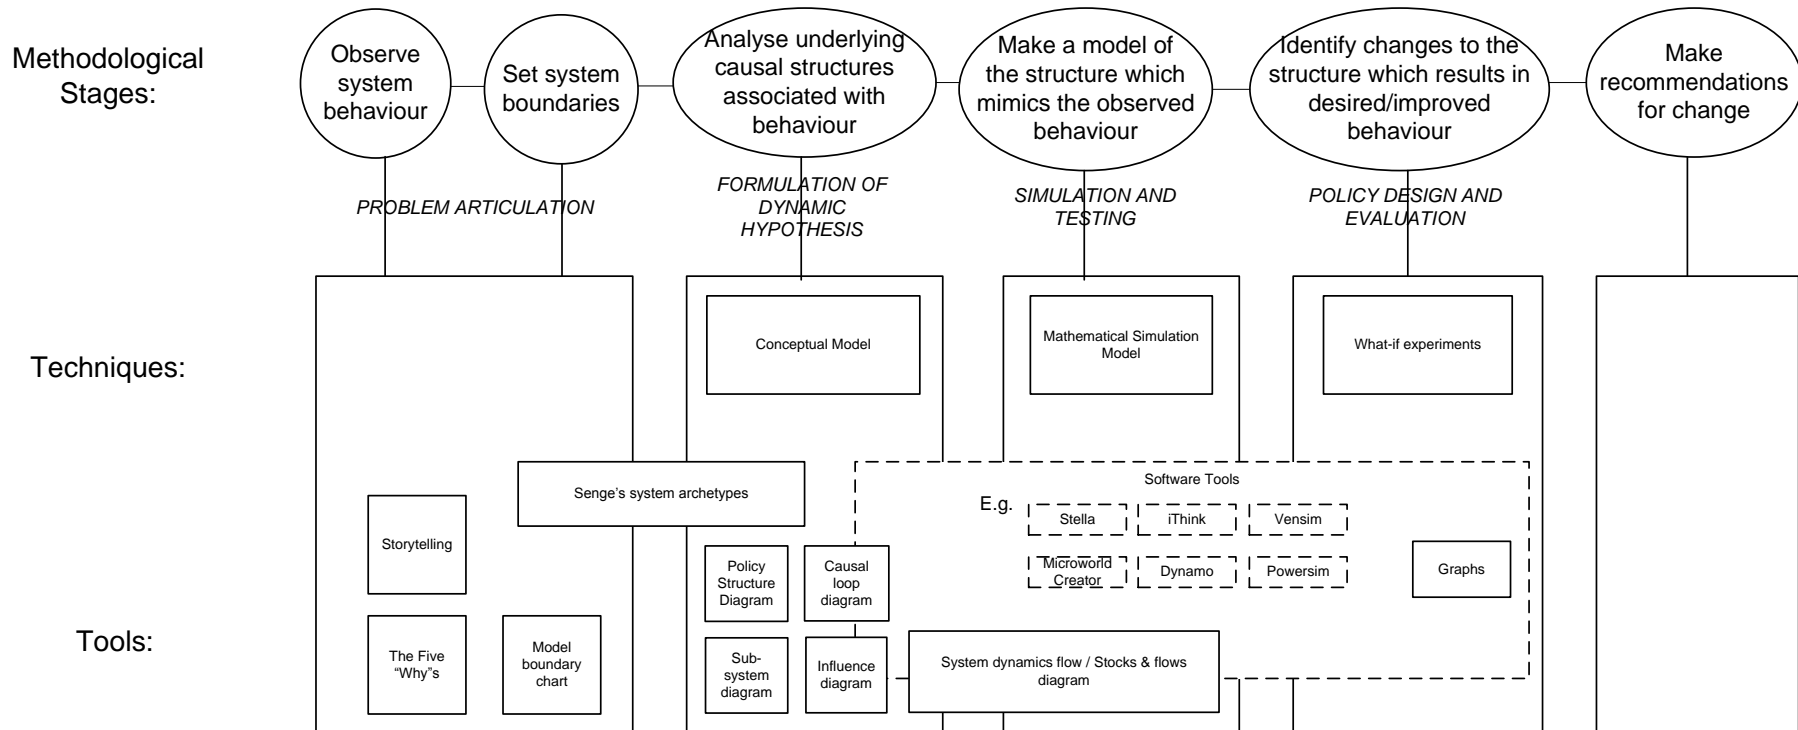 Methodological
Stages:
Observe
system
behaviour
Set system
boundaries
Analyse underlying
causal structures
associated with
behaviour
Make a model of
the structure which
mimics the observed
behaviour
Identify changes to the
structure which results in
desired/improved
behaviour
Make
recommendations
for change
PROBLEM ARTICULATION
FORMULATION OF
DYNAMIC
HYPOTHESIS
SIMULATION AND
TESTING
POLICY DESIGN AND
EVALUATION
Techniques:
Conceptual Model
Mathematical Simulation
Model
What-if experiments
Tools:
Senge's system archetypes
Storytelling
The Five
“Why”s
Model
boundary
chart
Policy
Structure
Diagram
Causal
loop
diagram
Sub-
system
diagram
Influence
diagram
System dynamics flow / Stocks & flows
diagram
Software Tools
E.g.
Stella
iThink
Vensim
Microworld
Creator
Dynamo
Powersim
Graphs